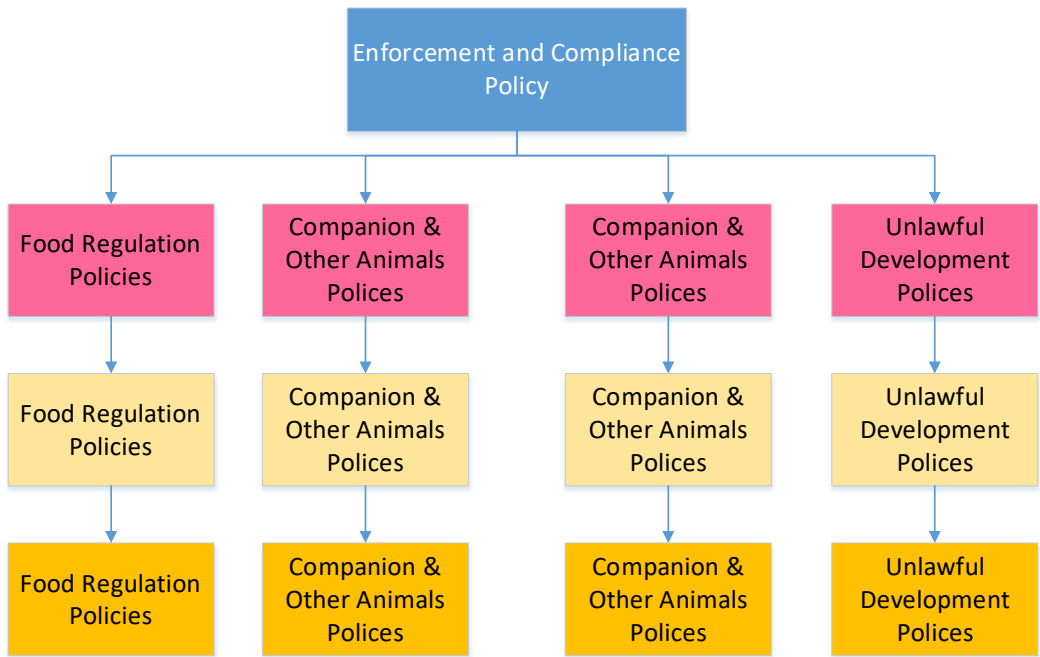 Enforcement and Compliance
Policy
Food Regulation
Policies
Companion &
Other Animals
Polices
Companion &
Other Animals
Polices
Unlawful
Development
Polices
Food Regulation
Policies
Companion &
Other Animals
Polices
Companion &
Other Animals
Polices
Unlawful
Development
Polices
Food Regulation
Policies
Companion &
Other Animals
Polices
Companion &
Other Animals
Polices
Unlawful
Development
Polices